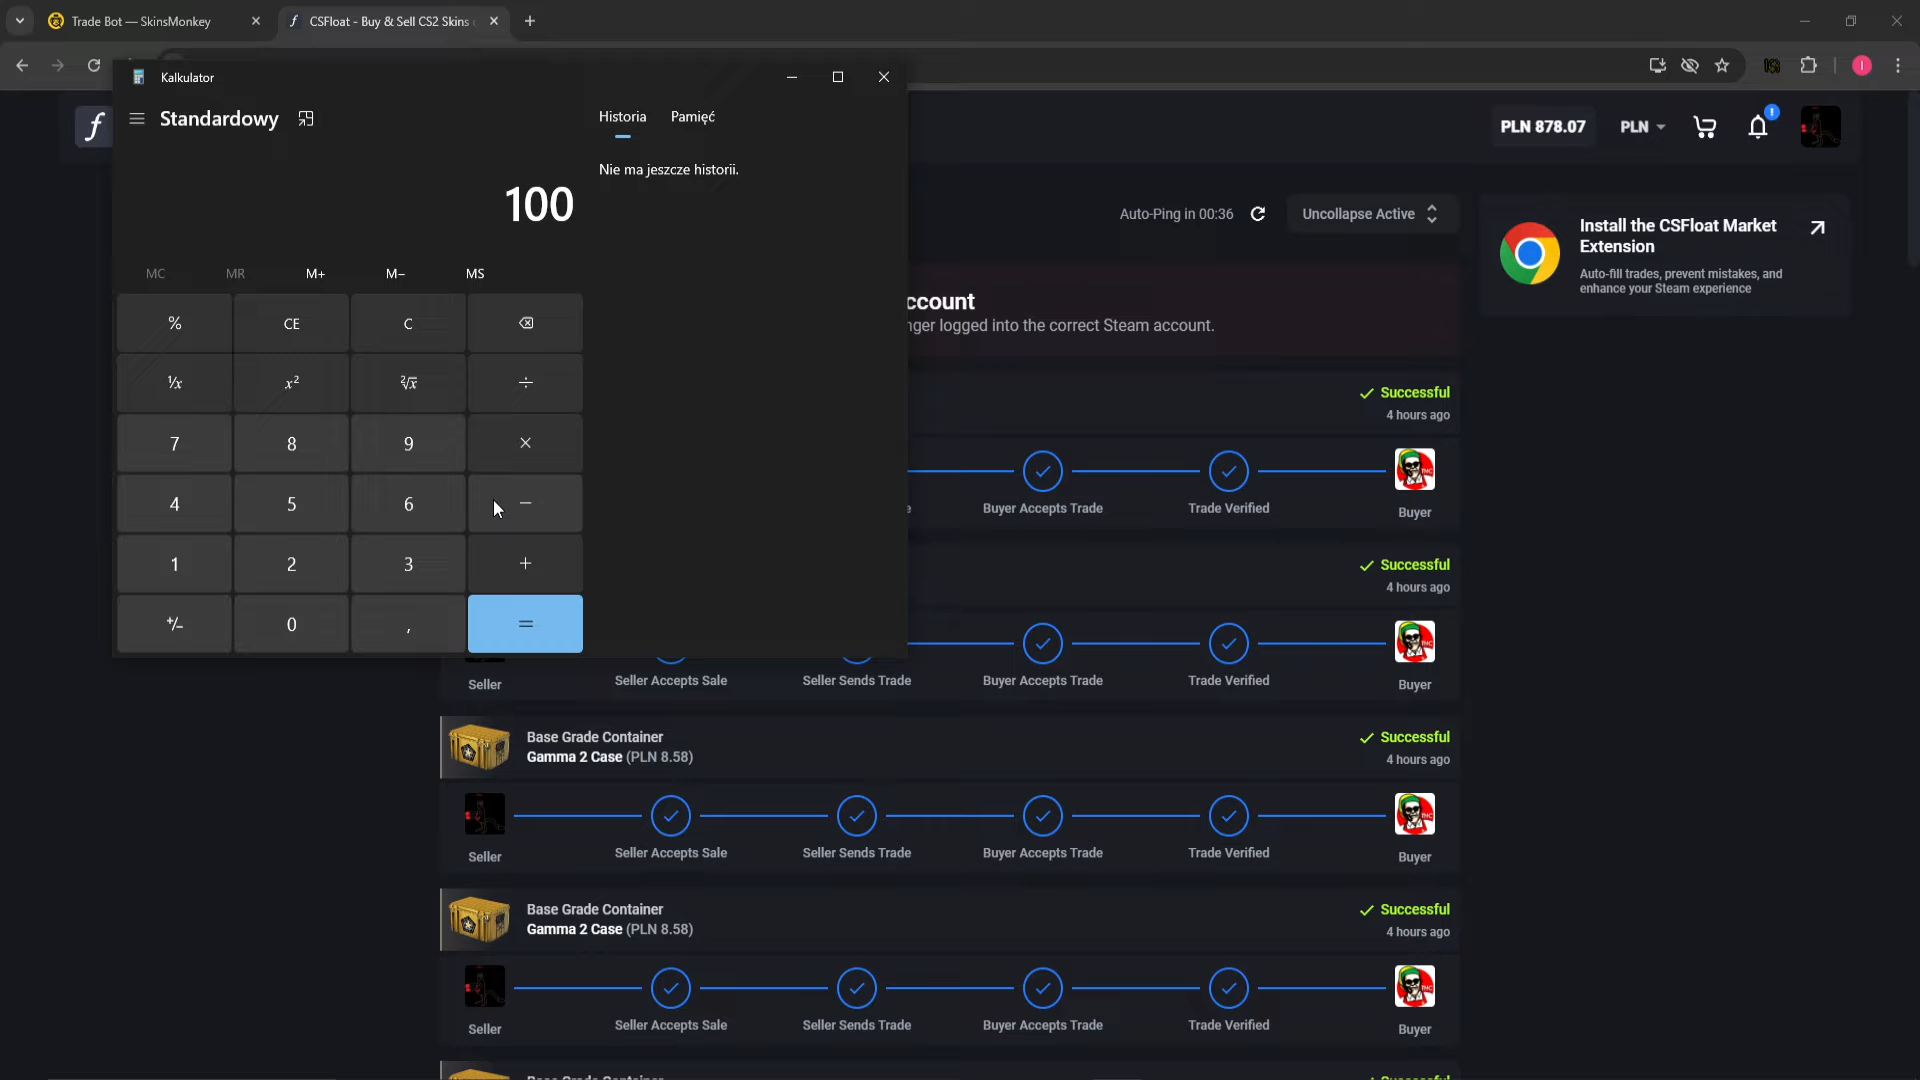 Trade Bot — SkinsMonkey
CSFloat - Buy & Sell CS2 Skins
Kalkulator
Standardowy
Historia
Pamięć
Nie ma jeszcze historii.
100
MC
MR
M+
M−
MS
%
CE
C
¹⁄x
x²
²√x
÷
7
8
9
×
4
5
6
−
1
2
3
+
+/−
0
,
=
PLN 878.07
PLN
Auto-Ping in 00:36
Uncollapse Active
Install the CSFloat Market
Extension
Auto-fill trades, prevent mistakes, and
enhance your Steam experience
ccount
nger logged into the correct Steam account.
Successful
4 hours ago
e
Buyer Accepts Trade
Trade Verified
Buyer
Successful
4 hours ago
Seller
Seller Accepts Sale
Seller Sends Trade
Buyer Accepts Trade
Trade Verified
Buyer
Base Grade Container
Gamma 2 Case (PLN 8.58)
Successful
4 hours ago
Seller
Seller Accepts Sale
Seller Sends Trade
Buyer Accepts Trade
Trade Verified
Buyer
Base Grade Container
Gamma 2 Case (PLN 8.58)
Successful
4 hours ago
Seller
Seller Accepts Sale
Seller Sends Trade
Buyer Accepts Trade
Trade Verified
Buyer
Base Grade Container
Successful